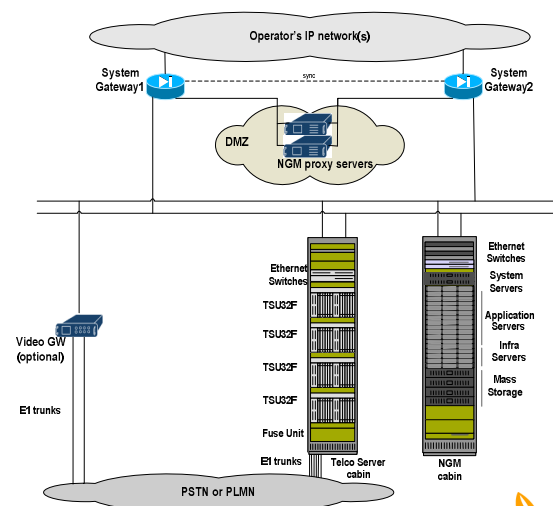 Operator's IP network(s)
System
Gateway1
sync
System
Gateway2
DMZ
NGM proxy servers
Ethernet
Switches
TSU32F
TSU32F
TSU32F
TSU32F
Fuse Unit
E1 trunks
Telco Server
cabin
Ethernet
Switches
System
Servers
Application
Servers
Infra
Servers
Mass
Storage
NGM
cabin
Video GW
(optional)
E1 trunks
PSTN or PLMN